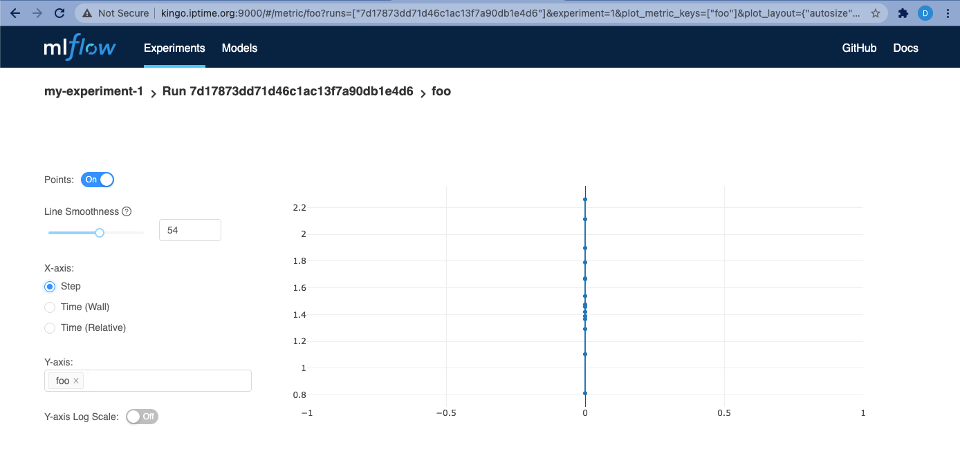 Not Secure | kingo.iptime.org:9000/#/metric/foo?runs=["7d17873dd71d46c1ac13f7a90db1e4d6"]&experiment=1&plot_metric_keys=["foo"]&plot_layout={"autosize"...
D
mlflow Experiments Models GitHub Docs
my-experiment-1 > Run 7d17873dd71d46c1ac13f7a90db1e4d6 > foo
Points: On
Line Smoothness ?
54
X-axis:
Step
Time (Wall)
Time (Relative)
Y-axis:
foo ×
Y-axis Log Scale: Off
2.2
2
1.8
1.6
1.4
1.2
1
0.8
−1 −0.5 0 0.5 1